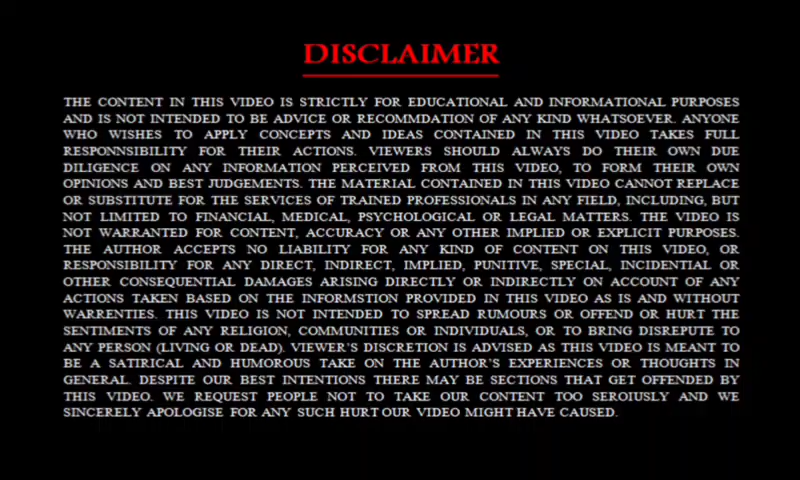 DISCLAIMER
THE CONTENT IN THIS VIDEO IS STRICTLY FOR EDUCATIONAL AND INFORMATIONAL PURPOSES
AND IS NOT INTENDED TO BE ADVICE OR RECOMMDATION OF ANY KIND WHATSOEVER. ANYONE
WHO WISHES TO APPLY CONCEPTS AND IDEAS CONTAINED IN THIS VIDEO TAKES FULL
RESPONNSIBILITY FOR THEIR ACTIONS. VIEWERS SHOULD ALWAYS DO THEIR OWN DUE
DILIGENCE ON ANY INFORMATION PERCEIVED FROM THIS VIDEO, TO FORM THEIR OWN
OPINIONS AND BEST JUDGEMENTS. THE MATERIAL CONTAINED IN THIS VIDEO CANNOT REPLACE
OR SUBSTITUTE FOR THE SERVICES OF TRAINED PROFESSIONALS IN ANY FIELD, INCLUDING, BUT
NOT LIMITED TO FINANCIAL, MEDICAL, PSYCHOLOGICAL OR LEGAL MATTERS. THE VIDEO IS
NOT WARRANTED FOR CONTENT, ACCURACY OR ANY OTHER IMPLIED OR EXPLICIT PURPOSES.
THE AUTHOR ACCEPTS NO LIABILITY FOR ANY KIND OF CONTENT ON THIS VIDEO, OR
RESPONSIBILITY FOR ANY DIRECT, INDIRECT, IMPLIED, PUNITIVE, SPECIAL, INCIDENTAL OR
OTHER CONSEQUENTIAL DAMAGES ARISING DIRECTLY OR INDIRECTLY ON ACCOUNT OF ANY
ACTIONS TAKEN BASED ON THE INFORMSTION PROVIDED IN THIS VIDEO AS IS AND WITHOUT
WARRENTIES. THIS VIDEO IS NOT INTENDED TO SPREAD RUMOURS OR OFFEND OR HURT THE
SENTIMENTS OF ANY RELIGION, COMMUNITIES OR INDIVIDUALS, OR TO BRING DISREPUTE TO
ANY PERSON (LIVING OR DEAD). VIEWER'S DISCRETION IS ADVISED AS THIS VIDEO IS MEANT TO
BE A SATIRICAL AND HUMOROUS TAKE ON THE AUTHOR'S EXPERIENCES OR THOUGHTS IN
GENERAL. DESPITE OUR BEST INTENTIONS THERE MAY BE SECTIONS THAT GET OFFENDED BY
THIS VIDEO. WE REQUEST PEOPLE NOT TO TAKE OUR CONTENT TOO SEROIUSLY AND WE
SINCERELY APOLOGISE FOR ANY SUCH HURT OUR VIDEO MIGHT HAVE CAUSED.